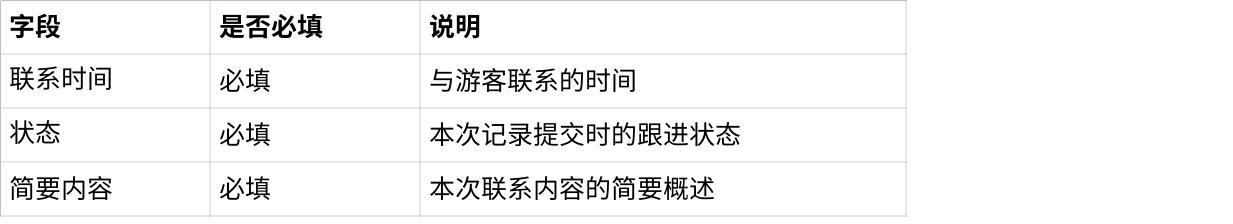 字段 是否必填 说明
联系时间 必填 与游客联系的时间
状态 必填 本次记录提交时的跟进状态
简要内容 必填 本次联系内容的简要概述